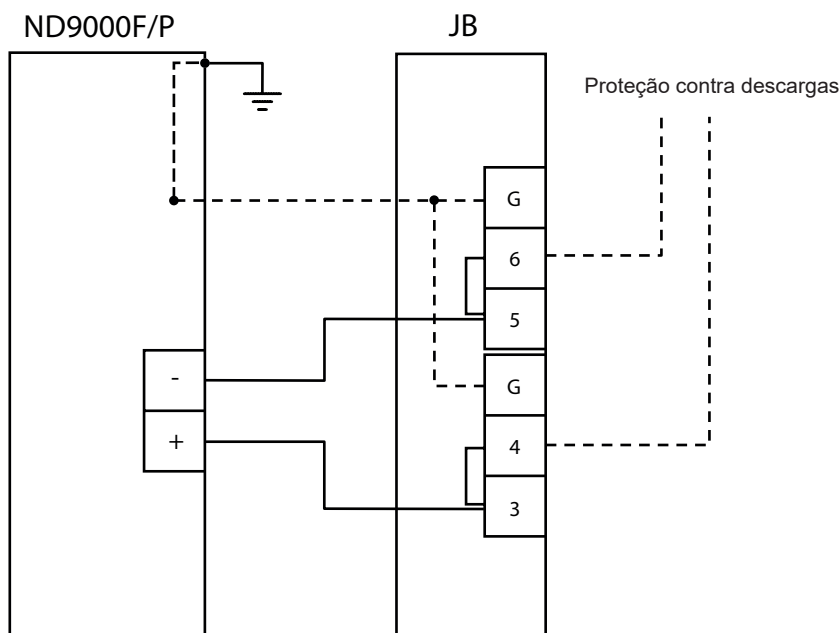 ND9000F/P
JB
Proteção contra descargas
G
6
5
-
G
+
4
3